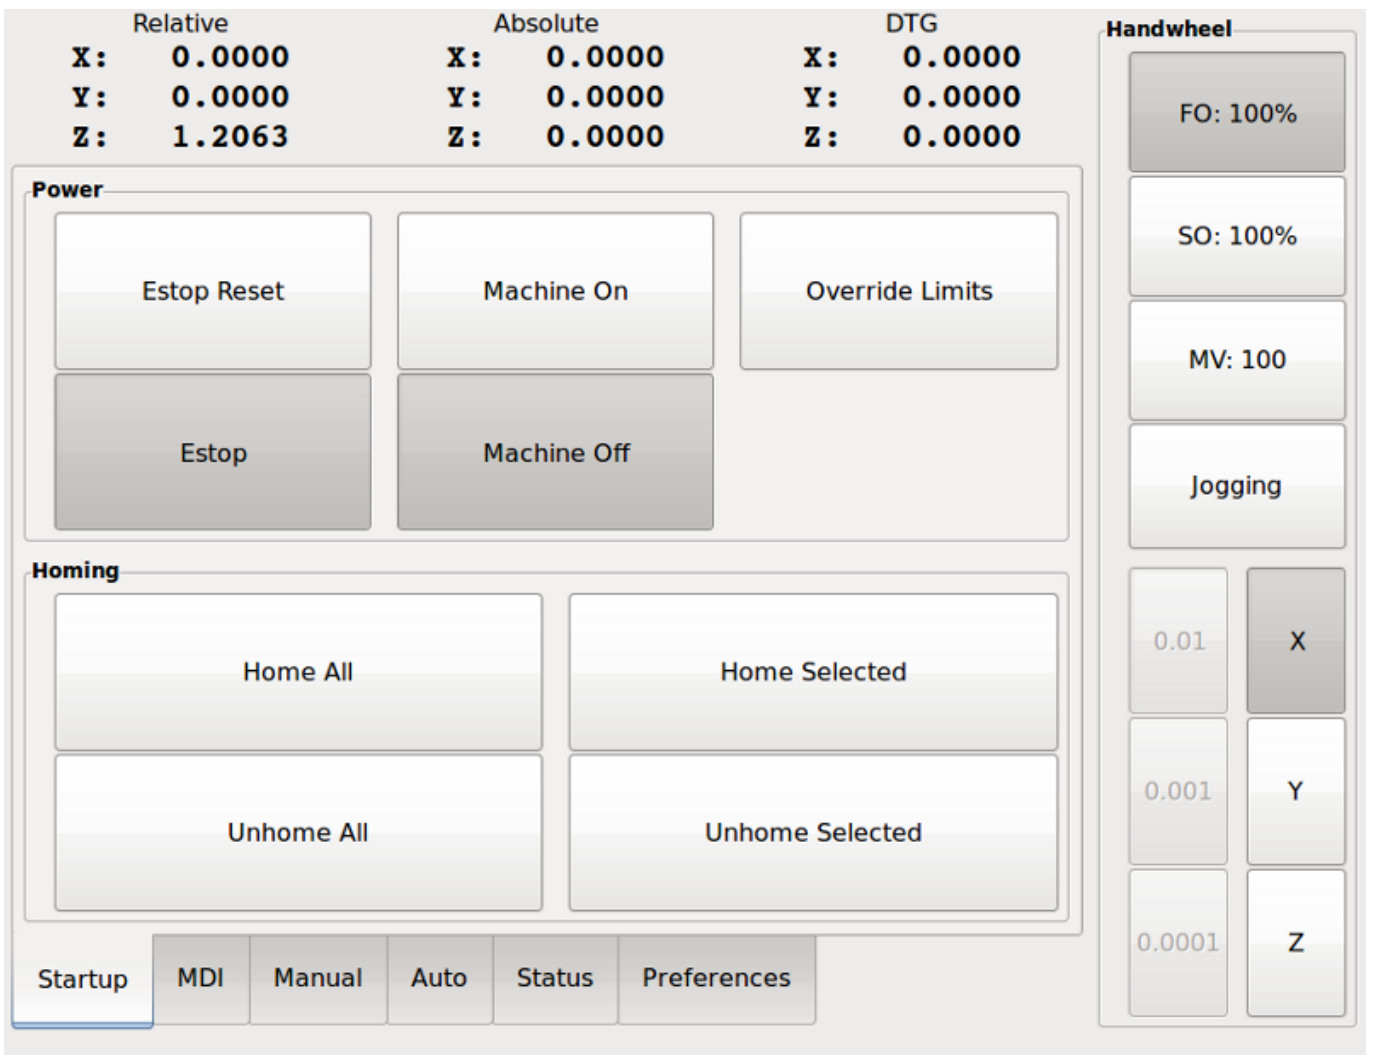 Relative Absolute DTG
X: 0.0000 X: 0.0000 X: 0.0000
Y: 0.0000 Y: 0.0000 Y: 0.0000
Z: 1.2063 Z: 0.0000 Z: 0.0000
Power
Estop Reset Machine On Override Limits
Estop Machine Off
Homing
Home All Home Selected
Unhome All Unhome Selected
Startup MDI Manual Auto Status Preferences
Handwheel
FO: 100%
SO: 100%
MV: 100
Jogging
0.01 X
0.001 Y
0.0001 Z